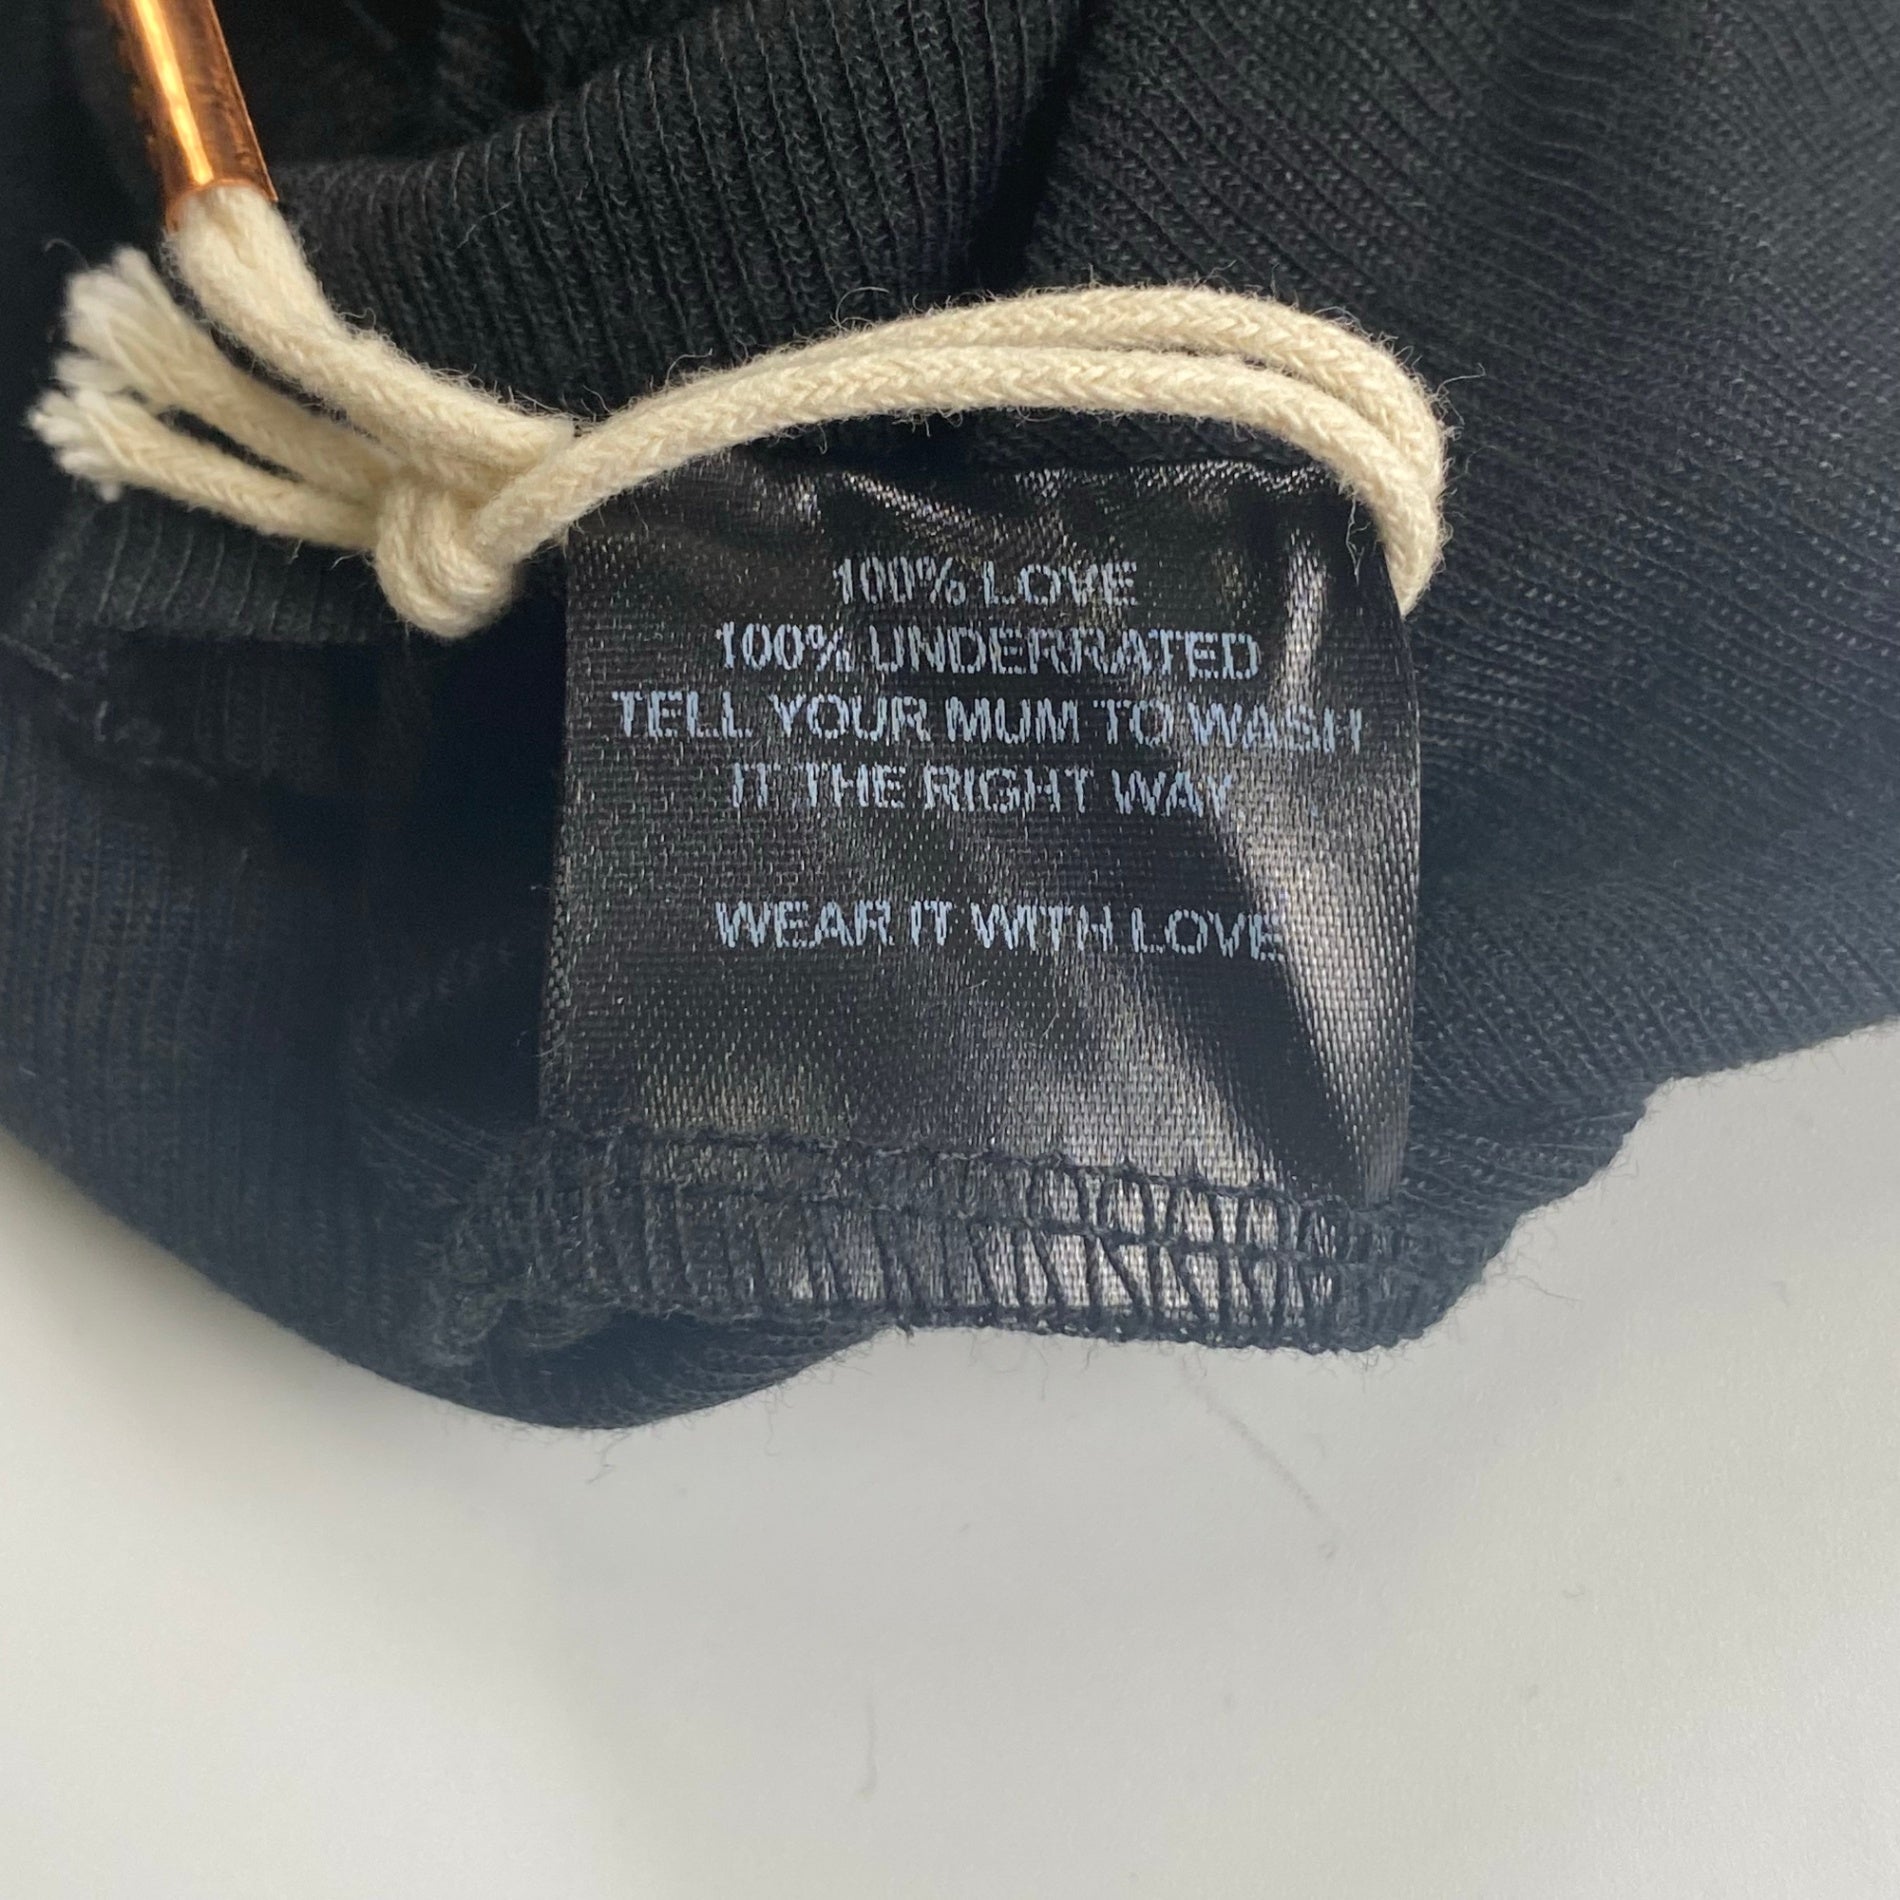 100% LOVE
100% UNDERRATED
TELL YOUR MUM TO WASH
IT THE RIGHT WAY
WEAR IT WITH LOVE